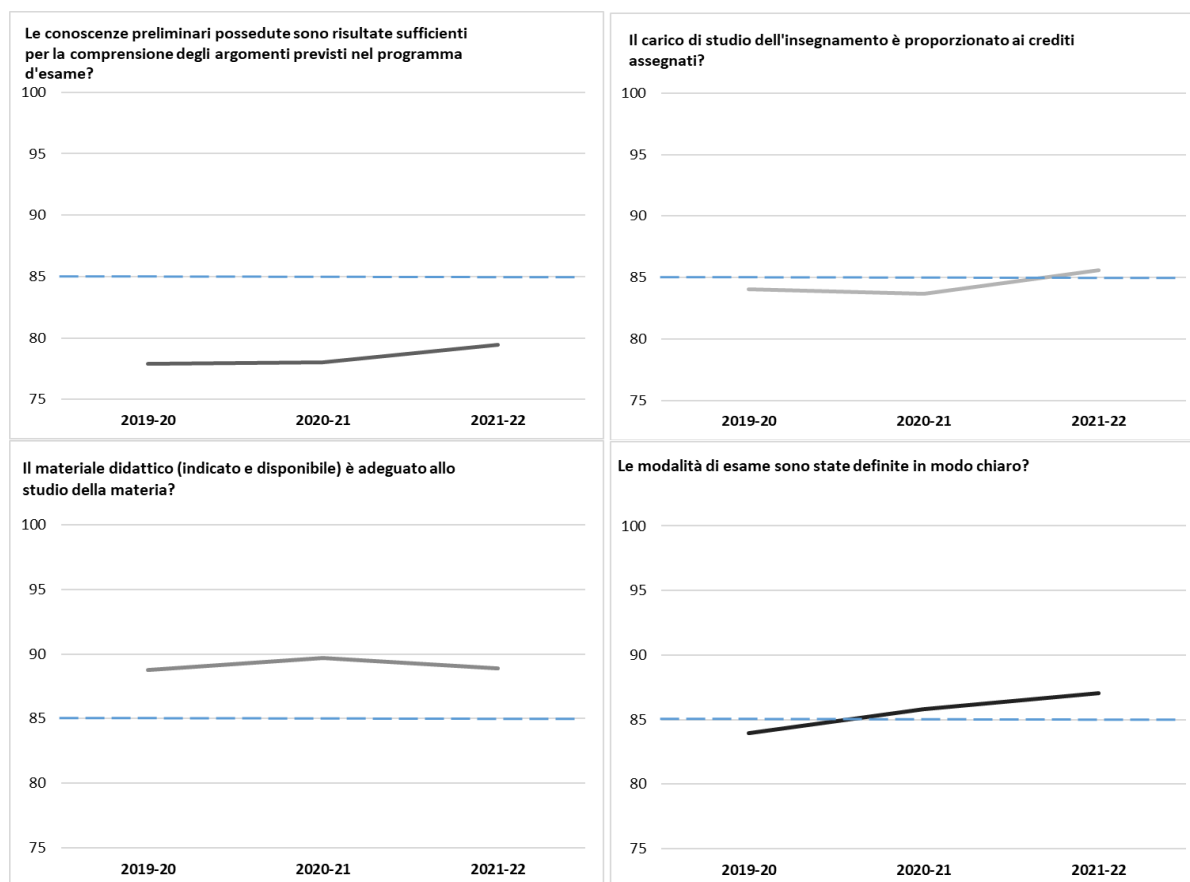 Le conoscenze preliminari possedute sono risultate sufficienti
per la comprensione degli argomenti previsti nel programma
d'esame?
100
95
90
85
80
75
2019-20 2020-21 2021-22
Il carico di studio dell'insegnamento è proporzionato ai crediti
assegnati?
100
95
90
85
80
75
2019-20 2020-21 2021-22
Il materiale didattico (indicato e disponibile) è adeguato allo
studio della materia?
100
95
90
85
80
75
2019-20 2020-21 2021-22
Le modalità di esame sono state definite in modo chiaro?
100
95
90
85
80
75
2019-20 2020-21 2021-22